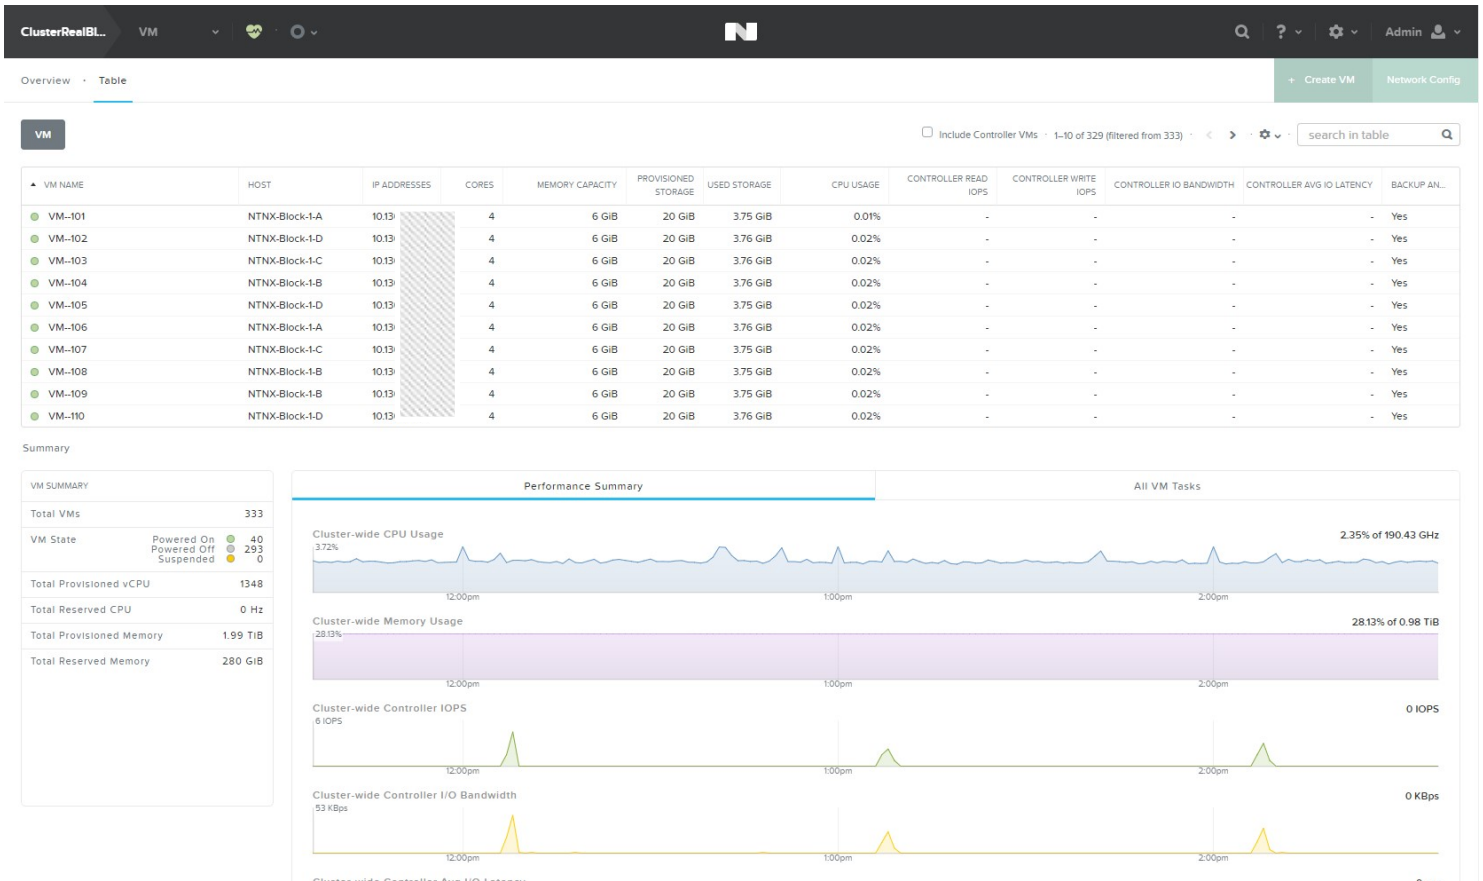 ClusterRealBl... VM ? Admin
Overview · Table + Create VM Network Config
VM Include Controller VMs · 1–10 of 329 (filtered from 333) · < > · · search in table
VM NAME HOST IP ADDRESSES CORES MEMORY CAPACITY PROVISIONED STORAGE USED STORAGE CPU USAGE CONTROLLER READ IOPS CONTROLLER WRITE IOPS CONTROLLER IO BANDWIDTH CONTROLLER AVG IO LATENCY BACKUP AN...
VM--101 NTNX-Block-1-A 10.13 4 6 GiB 20 GiB 3.75 GiB 0.01% - - - - Yes
VM--102 NTNX-Block-1-D 10.13 4 6 GiB 20 GiB 3.76 GiB 0.02% - - - - Yes
VM--103 NTNX-Block-1-C 10.13 4 6 GiB 20 GiB 3.76 GiB 0.02% - - - - Yes
VM--104 NTNX-Block-1-B 10.13 4 6 GiB 20 GiB 3.76 GiB 0.02% - - - - Yes
VM--105 NTNX-Block-1-D 10.13 4 6 GiB 20 GiB 3.75 GiB 0.02% - - - - Yes
VM--106 NTNX-Block-1-A 10.13 4 6 GiB 20 GiB 3.76 GiB 0.02% - - - - Yes
VM--107 NTNX-Block-1-C 10.13 4 6 GiB 20 GiB 3.75 GiB 0.02% - - - - Yes
VM--108 NTNX-Block-1-B 10.13 4 6 GiB 20 GiB 3.75 GiB 0.02% - - - - Yes
VM--109 NTNX-Block-1-B 10.13 4 6 GiB 20 GiB 3.75 GiB 0.02% - - - - Yes
VM--110 NTNX-Block-1-D 10.13 4 6 GiB 20 GiB 3.76 GiB 0.02% - - - - Yes
Summary
VM SUMMARY
Total VMs 333
VM State Powered On 40
Powered Off 293
Suspended 0
Total Provisioned vCPU 1348
Total Reserved CPU 0 Hz
Total Provisioned Memory 1.99 TiB
Total Reserved Memory 280 GiB
Performance Summary All VM Tasks
Cluster-wide CPU Usage 2.35% of 190.43 GHz
3.72%
12:00pm 1:00pm 2:00pm
Cluster-wide Memory Usage 28.13% of 0.98 TiB
28.13%
12:00pm 1:00pm 2:00pm
Cluster-wide Controller IOPS 0 IOPS
6 IOPS
12:00pm 1:00pm 2:00pm
Cluster-wide Controller I/O Bandwidth 0 KBps
53 KBps
12:00pm 1:00pm 2:00pm
Cluster-wide Controller Avg I/O Latency